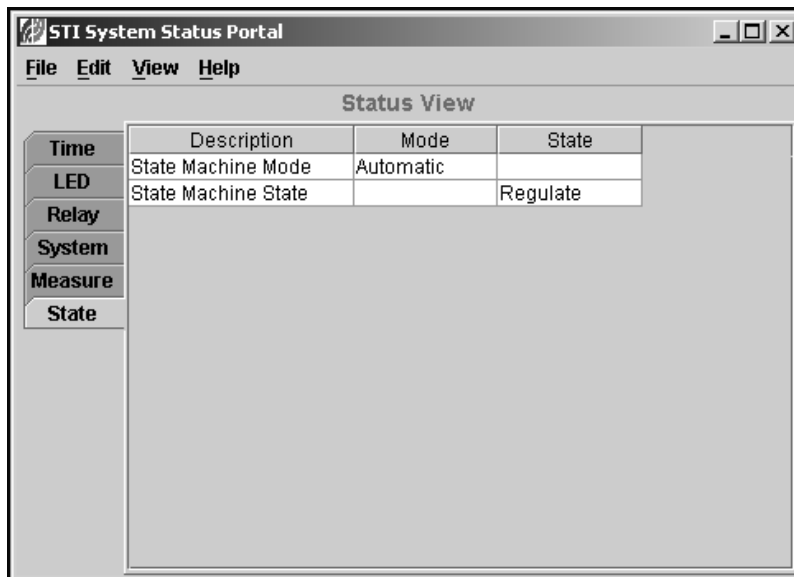 STI System Status Portal
File Edit View Help
Status View
Time
LED
Relay
System
Measure
State
Description Mode State
State Machine Mode Automatic
State Machine State Regulate